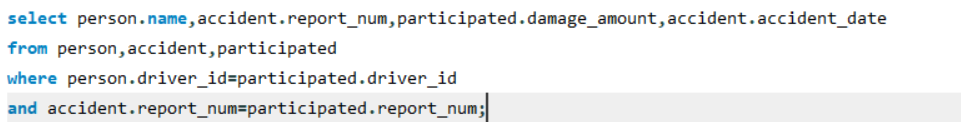 select person.name,accident.report_num,participated.damage_amount,accident.accident_date
from person,accident,participated
where person.driver_id=participated.driver_id
and accident.report_num=participated.report_num;